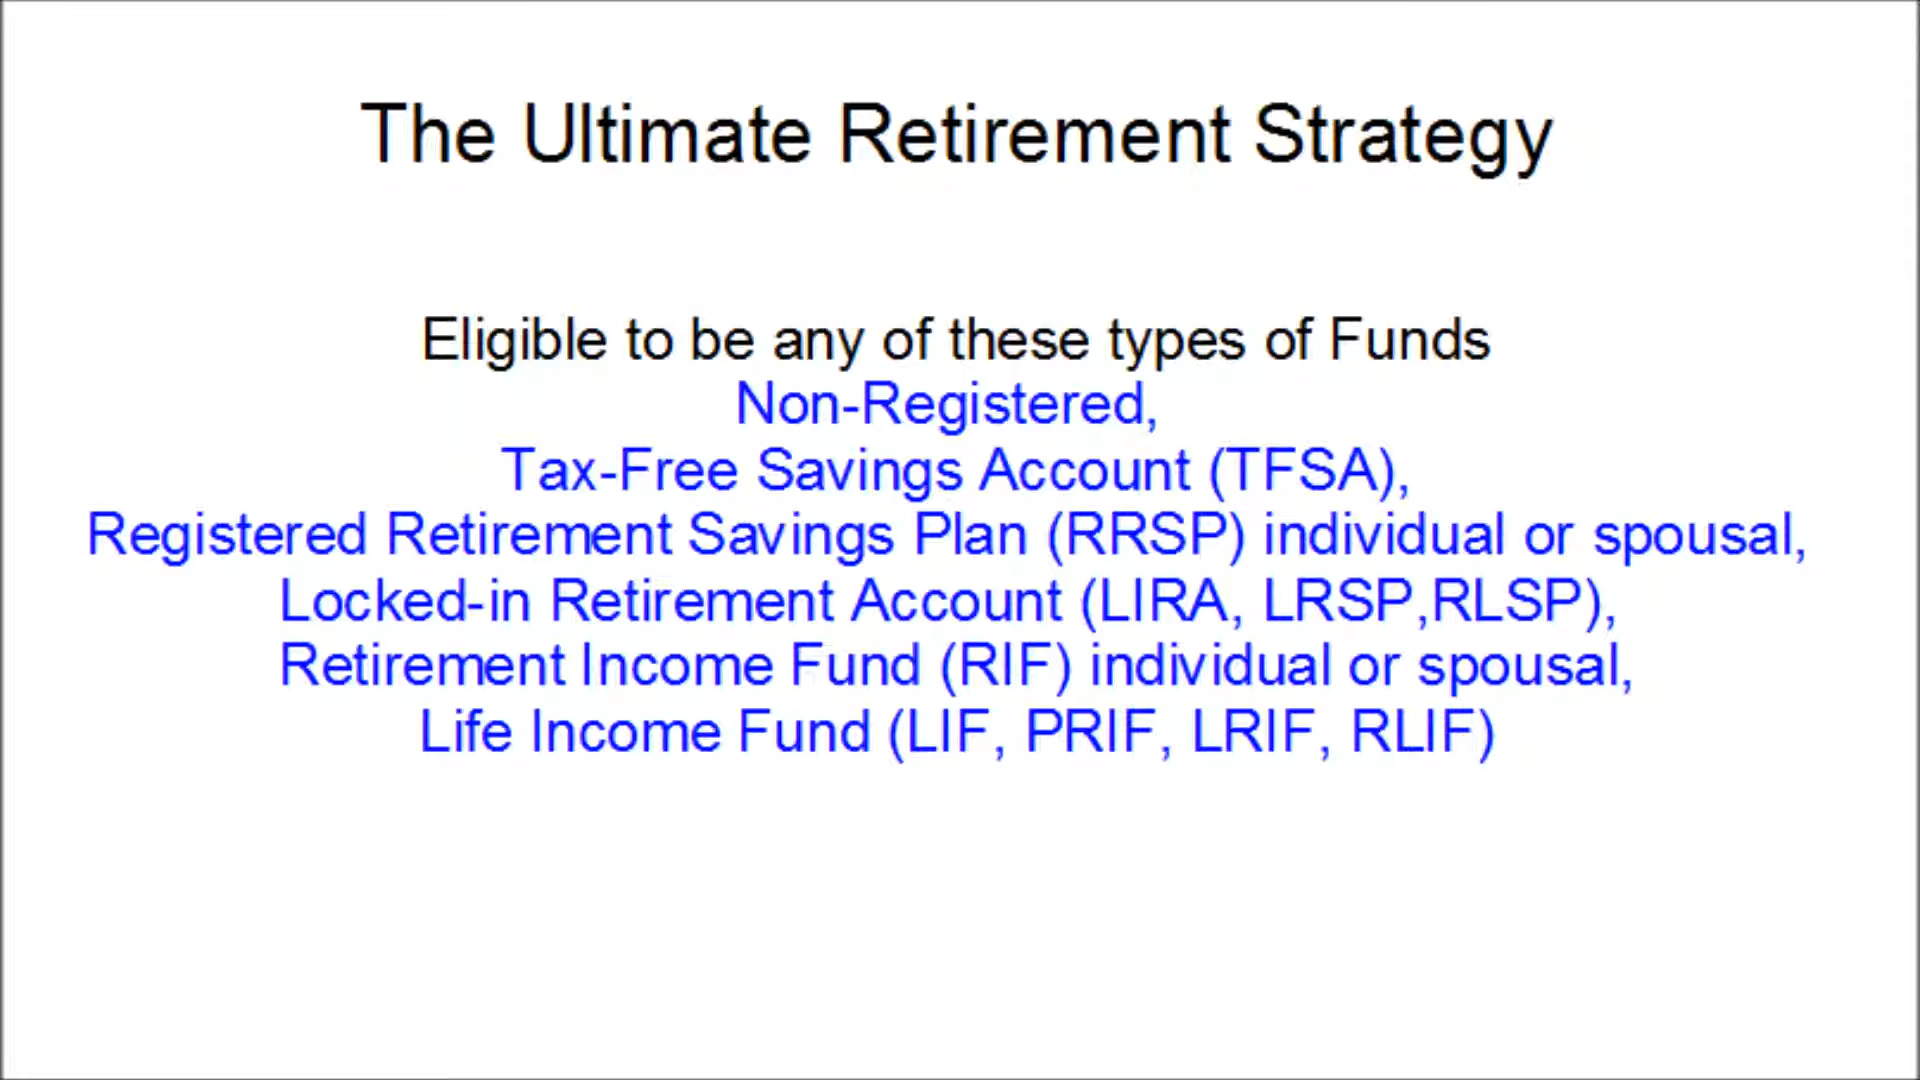 The Ultimate Retirement Strategy
Eligible to be any of these types of Funds
Non-Registered,
Tax-Free Savings Account (TFSA),
Registered Retirement Savings Plan (RRSP) individual or spousal,
Locked-in Retirement Account (LIRA, LRSP,RLSP),
Retirement Income Fund (RIF) individual or spousal,
Life Income Fund (LIF, PRIF, LRIF, RLIF)